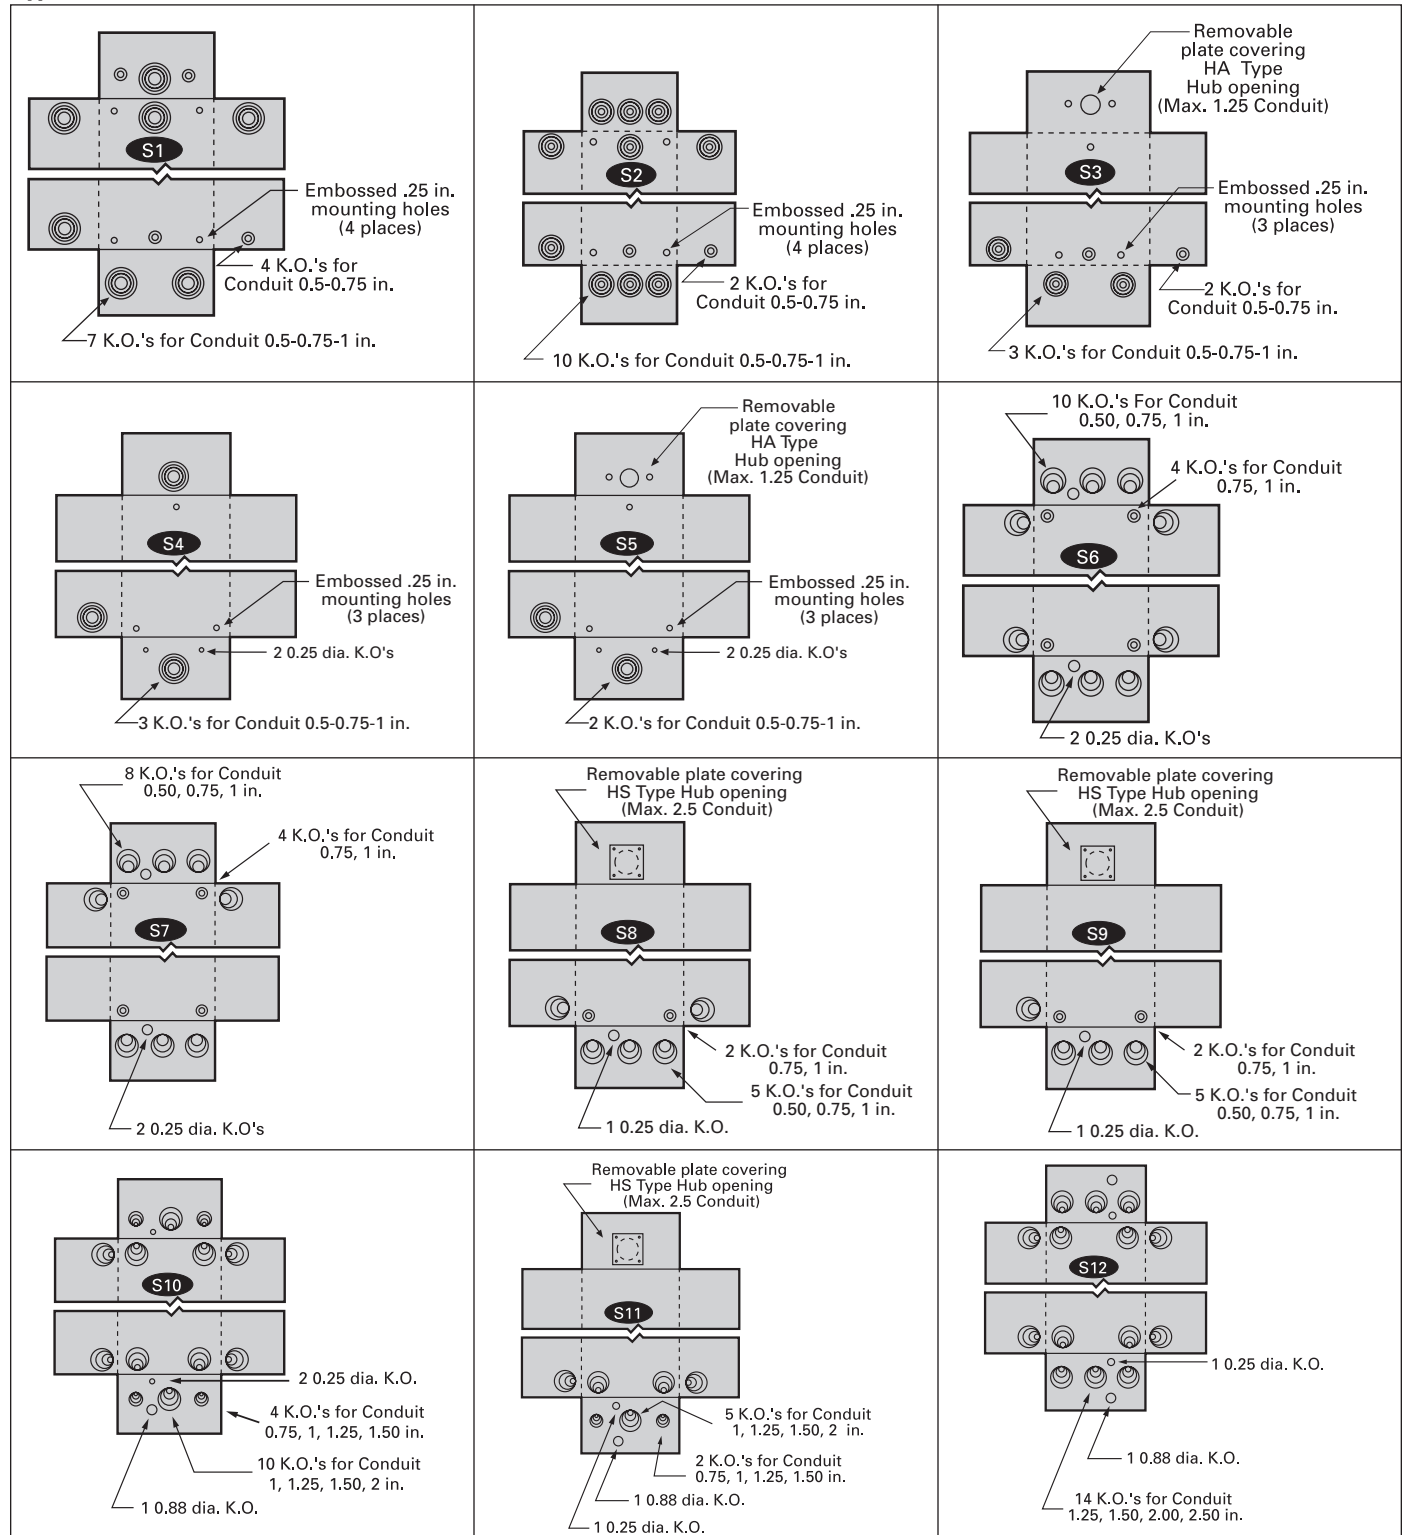 S1
Embossed .25 in.
mounting holes
(4 places)
4 K.O.'s for
Conduit 0.5-0.75 in.
7 K.O.'s for Conduit 0.5-0.75-1 in.
S2
Embossed .25 in.
mounting holes
(4 places)
2 K.O.'s for
Conduit 0.5-0.75 in.
10 K.O.'s for Conduit 0.5-0.75-1 in.
Removable
plate covering
HA Type
Hub opening
(Max. 1.25 Conduit)
S3
Embossed .25 in.
mounting holes
(3 places)
2 K.O.'s for
Conduit 0.5-0.75 in.
3 K.O.'s for Conduit 0.5-0.75-1 in.
S4
Embossed .25 in.
mounting holes
(3 places)
2 0.25 dia. K.O's
3 K.O.'s for Conduit 0.5-0.75-1 in.
Removable
plate covering
HA Type
Hub opening
(Max. 1.25 Conduit)
S5
Embossed .25 in.
mounting holes
(3 places)
2 0.25 dia. K.O's
2 K.O.'s for Conduit 0.5-0.75-1 in.
10 K.O.'s For Conduit
0.50, 0.75, 1 in.
4 K.O.'s for Conduit
0.75, 1 in.
S6
2 0.25 dia. K.O's
8 K.O.'s for Conduit
0.50, 0.75, 1 in.
4 K.O.'s for Conduit
0.75, 1 in.
S7
2 0.25 dia. K.O's
Removable plate covering
HS Type Hub opening
(Max. 2.5 Conduit)
S8
2 K.O.'s for Conduit
0.75, 1 in.
5 K.O.'s for Conduit
0.50, 0.75, 1 in.
1 0.25 dia. K.O.
Removable plate covering
HS Type Hub opening
(Max. 2.5 Conduit)
S9
2 K.O.'s for Conduit
0.75, 1 in.
5 K.O.'s for Conduit
0.50, 0.75, 1 in.
1 0.25 dia. K.O.
S10
2 0.25 dia. K.O.
4 K.O.'s for Conduit
0.75, 1, 1.25, 1.50 in.
10 K.O.'s for Conduit
1, 1.25, 1.50, 2 in.
1 0.88 dia. K.O.
Removable plate covering
HS Type Hub opening
(Max. 2.5 Conduit)
S11
5 K.O.'s for Conduit
1, 1.25, 1.50, 2 in.
2 K.O.'s for Conduit
0.75, 1, 1.25, 1.50 in.
1 0.88 dia. K.O.
1 0.25 dia. K.O.
S12
1 0.25 dia. K.O.
1 0.88 dia. K.O.
14 K.O.'s for Conduit
1.25, 1.50, 2.00, 2.50 in.